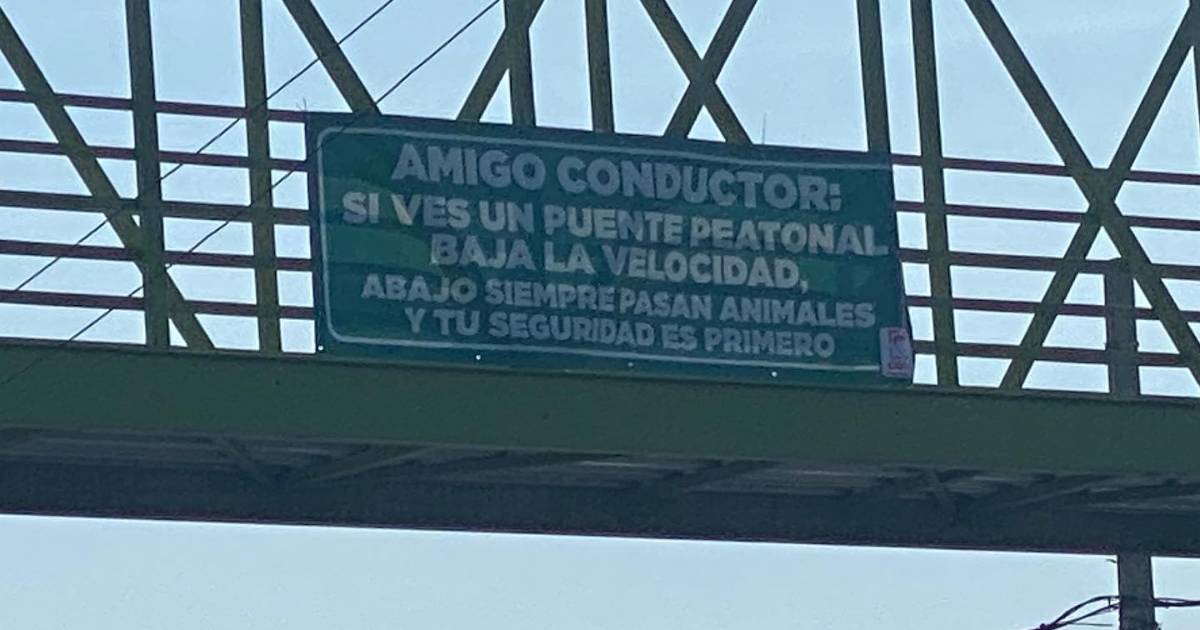 AMIGO CONDUCTOR:
SI VES UN PUENTE PEATONAL
BAJA LA VELOCIDAD,
ABAJO SIEMPRE PASAN ANIMALES
Y TU SEGURIDAD ES PRIMERO